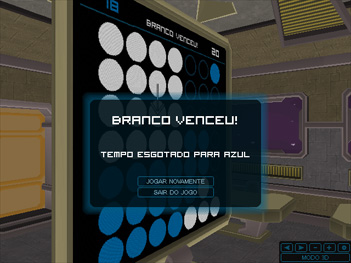 18
BRANCO VENCEU!
20
BRANCO VENCEU!
TEMPO ESGOTADO PARA AZUL
JOGAR NOVAMENTE
SAIR DO JOGO
MODO 3D